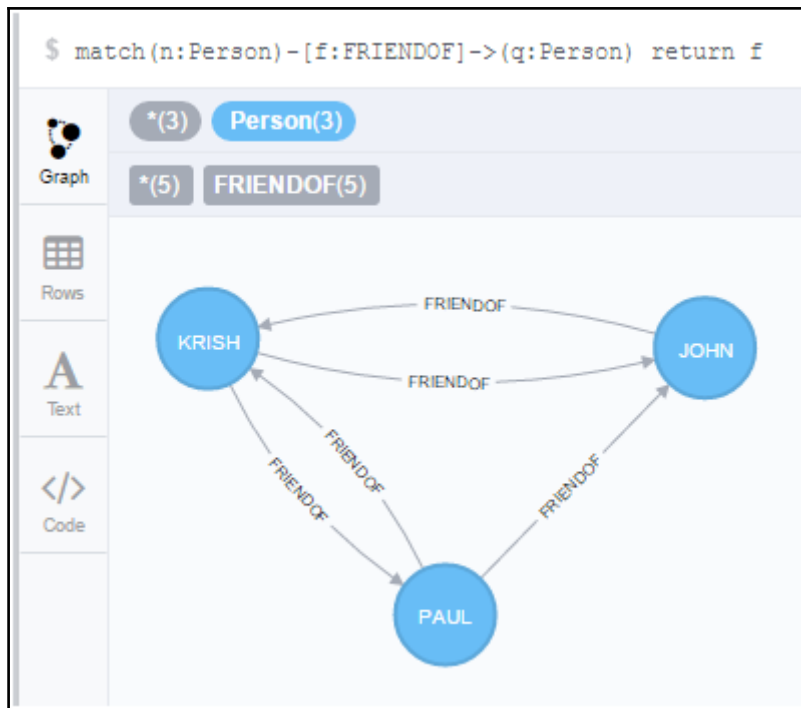 $ match(n:Person)-[f:FRIENDOF]->(q:Person) return f
*(3) Person(3)
Graph
*(5) FRIENDOF(5)
Rows
Text
Code
FRIENDOF
KRISH
JOHN
FRIENDOF
FRIENDOF
FRIENDOF
FRIENDOF
PAUL